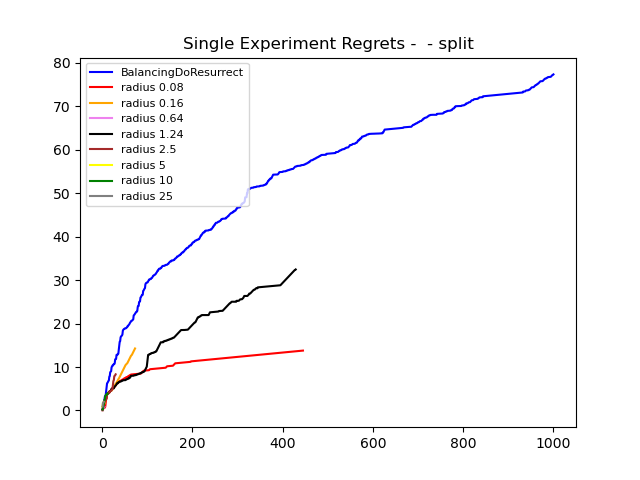 Single Experiment Regrets -  - split
80
70
60
50
40
30
20
10
0
BalancingDoResurrect
radius 0.08
radius 0.16
radius 0.64
radius 1.24
radius 2.5
radius 5
radius 10
radius 25
0 200 400 600 800 1000